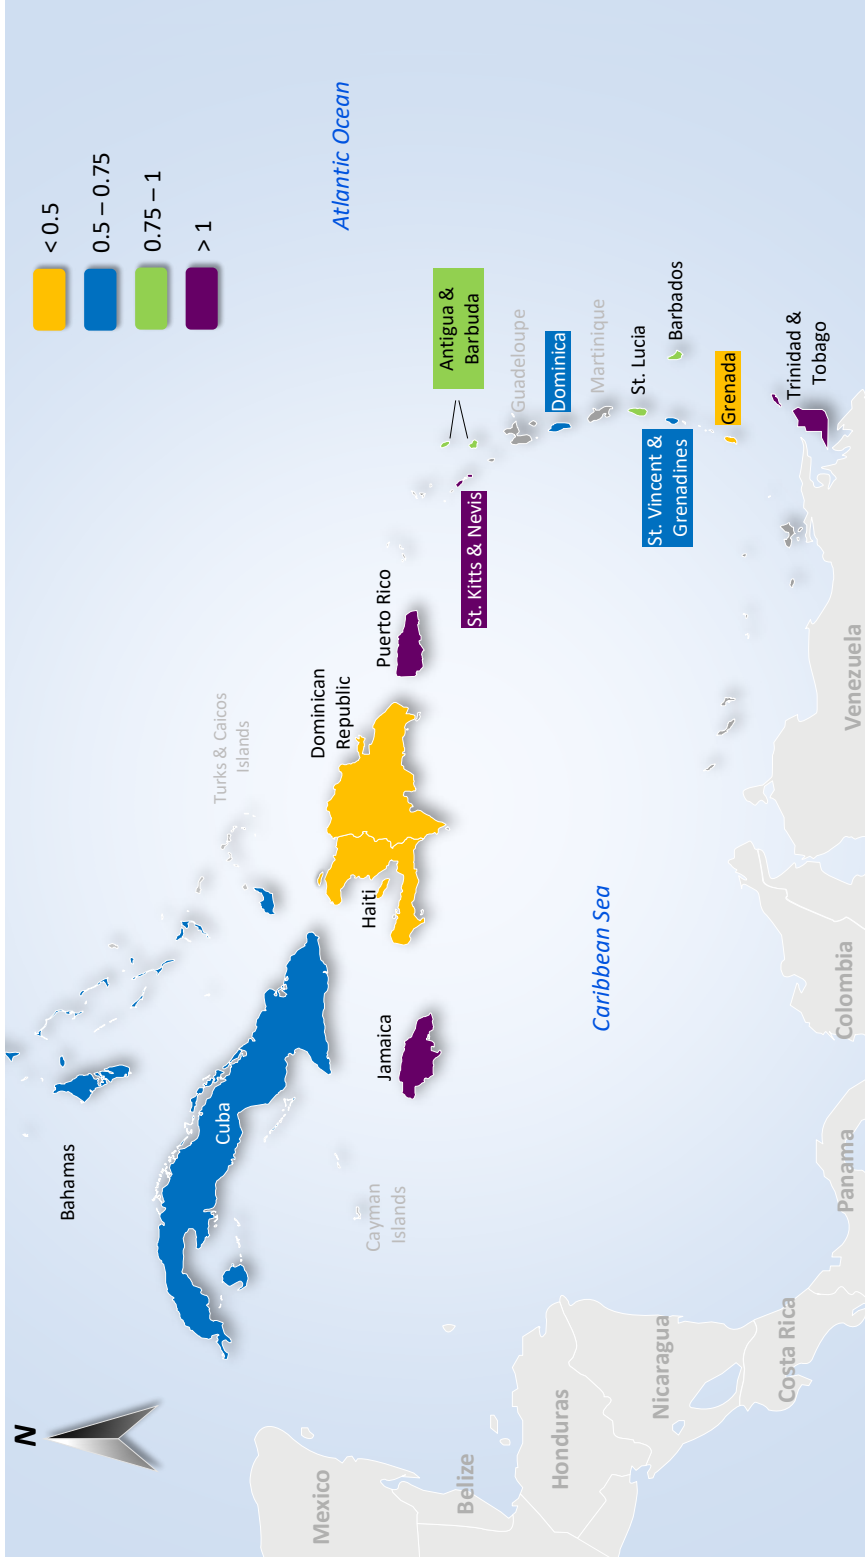 N
< 0.5
0.5 – 0.75
0.75 – 1
> 1
Atlantic Ocean
Bahamas
Turks & Caicos
Islands
Cuba
Dominican
Republic
Haiti
Puerto Rico
Jamaica
Cayman
Islands
Antigua &
Barbuda
St. Kitts & Nevis
Guadeloupe
Dominica
Martinique
St. Lucia
Barbados
St. Vincent &
Grenadines
Grenada
Trinidad &
Tobago
Caribbean Sea
Mexico
Belize
Honduras
Nicaragua
Costa Rica
Panama
Colombia
Venezuela